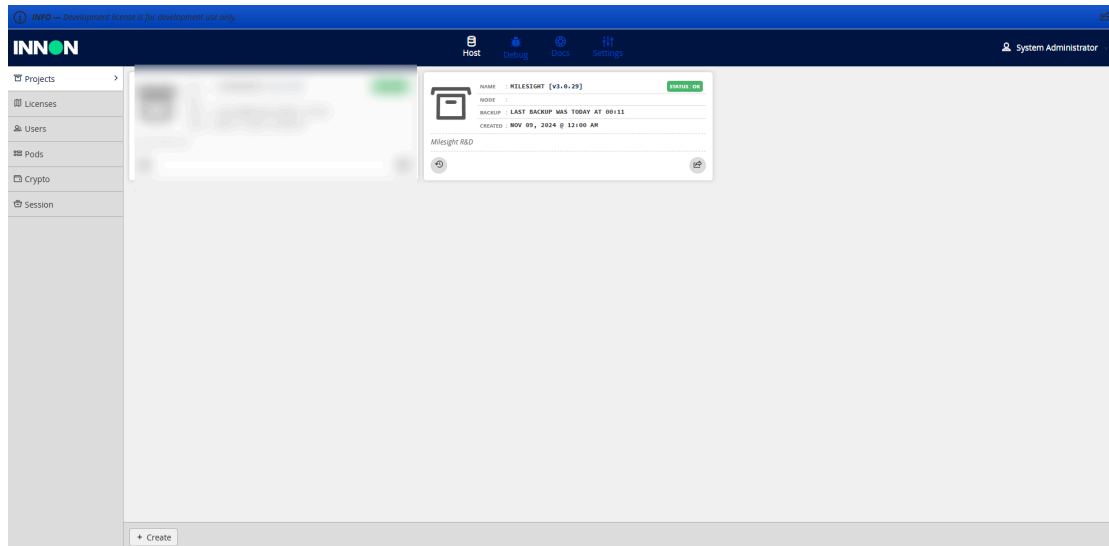 INFO — Development license is for development use only.
INNON
Host
Debug
Docs
Settings
System Administrator
Projects
Licenses
Users
Pods
Crypto
Session
NAME : MILESIGHT [v3.0.29]
STATUS: OK
NODE :
BACKUP : LAST BACKUP WAS TODAY AT 00:11
CREATED : NOV 09, 2024 @ 12:00 AM
Milesight R&D
+ Create